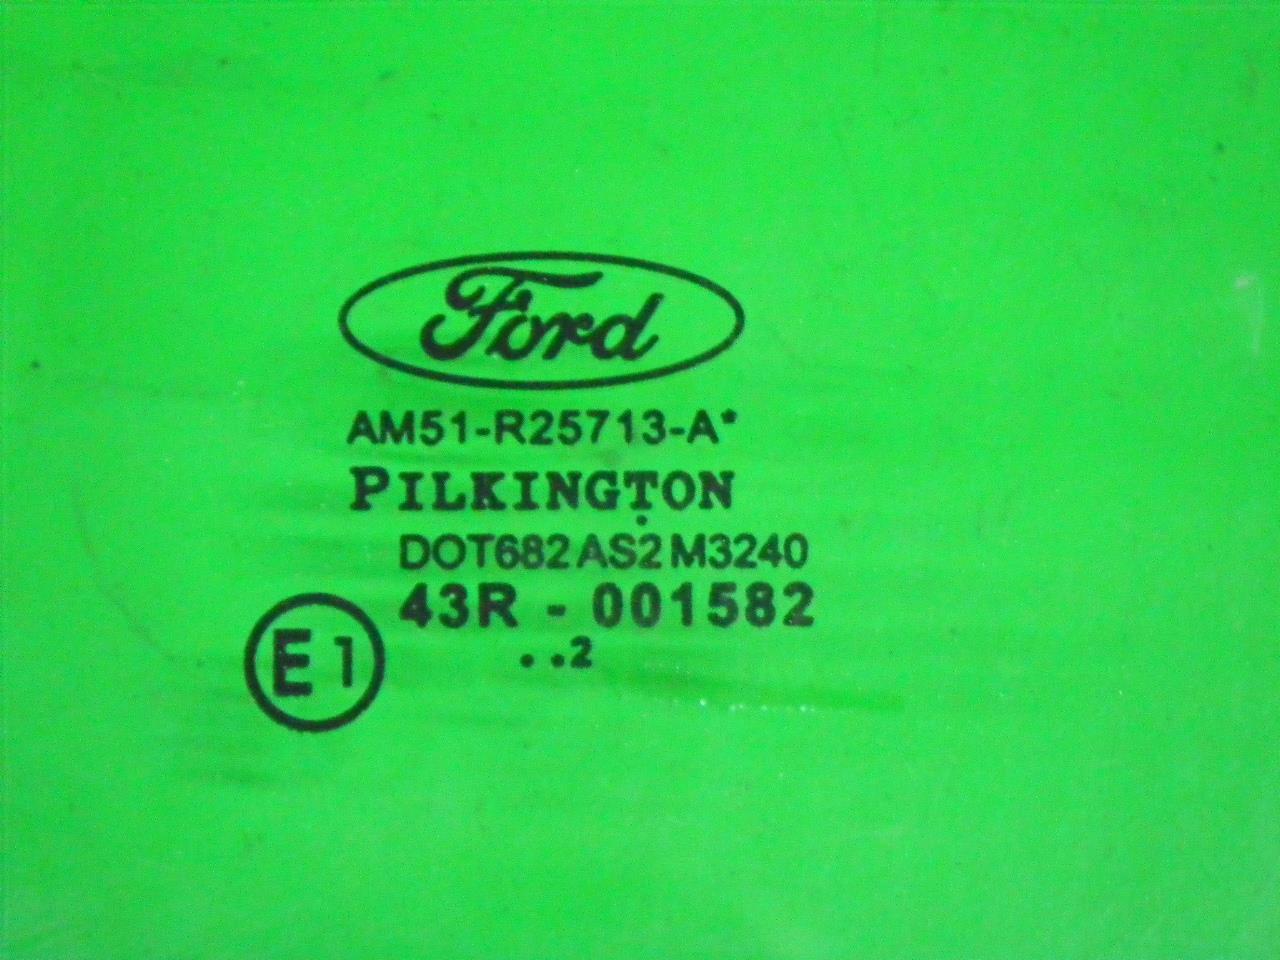 Ford
AM51-R25713-A*
PILKINGTON
DOT682 AS2 M3240
43R - 001582
E1
. ..2